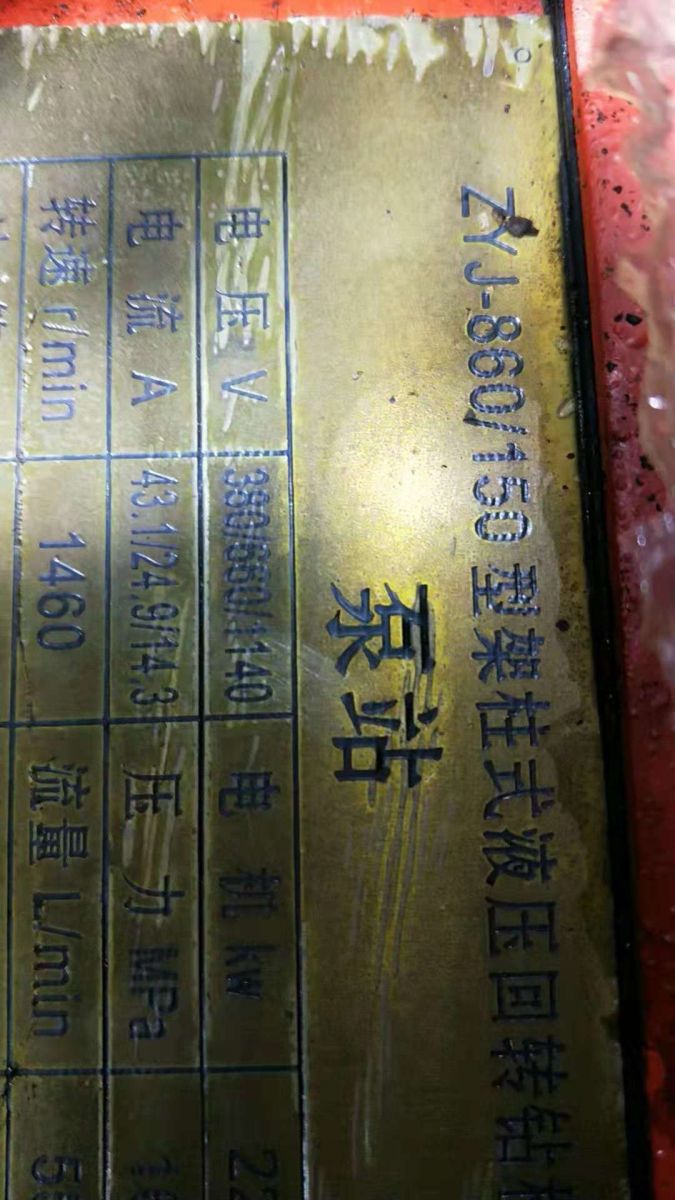 ZYJ-860/150型架柱式液压回转钻
泵站
电压 V 380/660/1140 电机 kw 22
电流 A 43.1/24.9/14.3 压力 MPa
转速 r/min 1460 流量 L/min